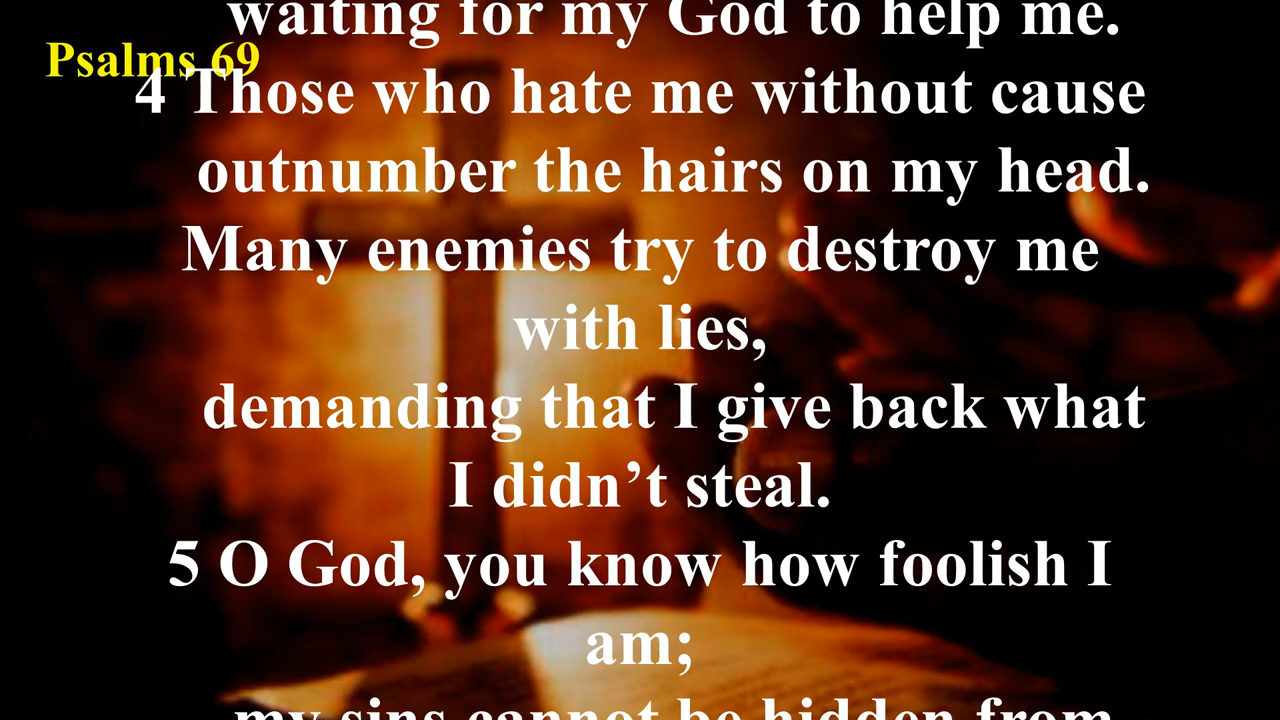 waiting for my God to help me.
Psalms 69
4 Those who hate me without cause
outnumber the hairs on my head.
Many enemies try to destroy me
with lies,
demanding that I give back what
I didn’t steal.
5 O God, you know how foolish I
am;
my sins cannot be hidden from